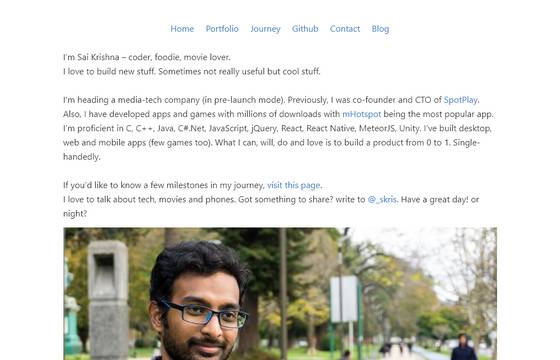 Home Portfolio Journey Github Contact Blog
I'm Sai Krishna – coder, foodie, movie lover.
I love to build new stuff. Sometimes not really useful but cool stuff.
I'm heading a media-tech company (in pre-launch mode). Previously, I was co-founder and CTO of SpotPlay.
Also, I have developed apps and games with millions of downloads with mHotspot being the most popular app.
I'm proficient in C, C++, Java, C#.Net, JavaScript, jQuery, React, React Native, MeteorJS, Unity. I've built desktop,
web and mobile apps (few games too). What I can, will, do and love is to build a product from 0 to 1. Single-
handedly.
If you'd like to know a few milestones in my journey, visit this page.
I love to talk about tech, movies and phones. Got something to share? write to @_skris. Have a great day! or
night?